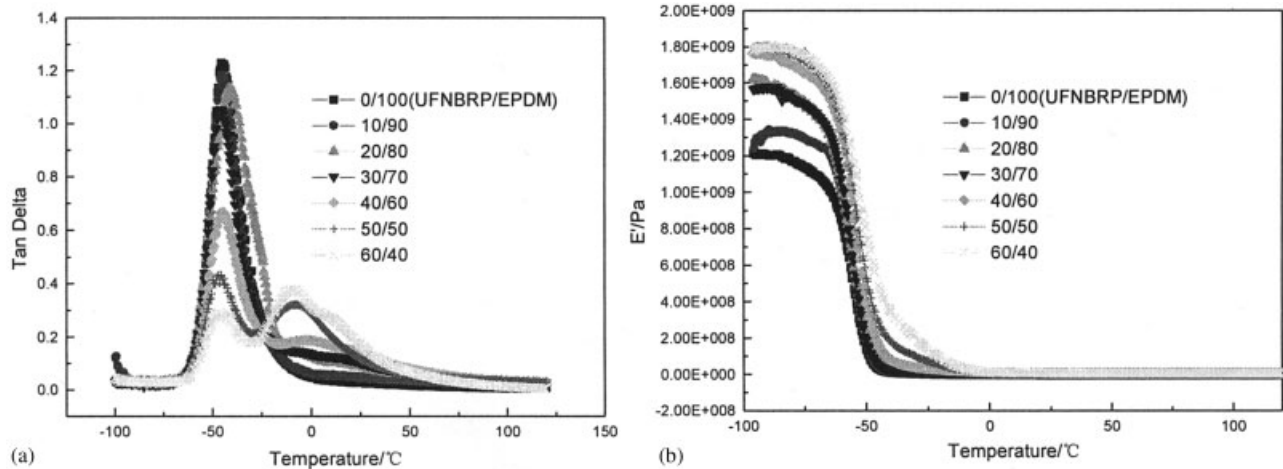 1.4
1.2
1.0
0.8
0.6
0.4
0.2
0.0
Tan Delta
0/100(UFNBRP/EPDM)
10/90
20/80
30/70
40/60
50/50
60/40
-100
-50
0
50
100
150
Temperature/℃
(a)
2.00E+009
1.80E+009
1.60E+009
1.40E+009
1.20E+009
1.00E+009
8.00E+008
6.00E+008
4.00E+008
2.00E+008
0.00E+000
-2.00E+008
E'/Pa
0/100(UFNBRP/EPDM)
10/90
20/80
30/70
40/60
50/50
60/40
-100
-50
0
50
100
Temperature/℃
(b)